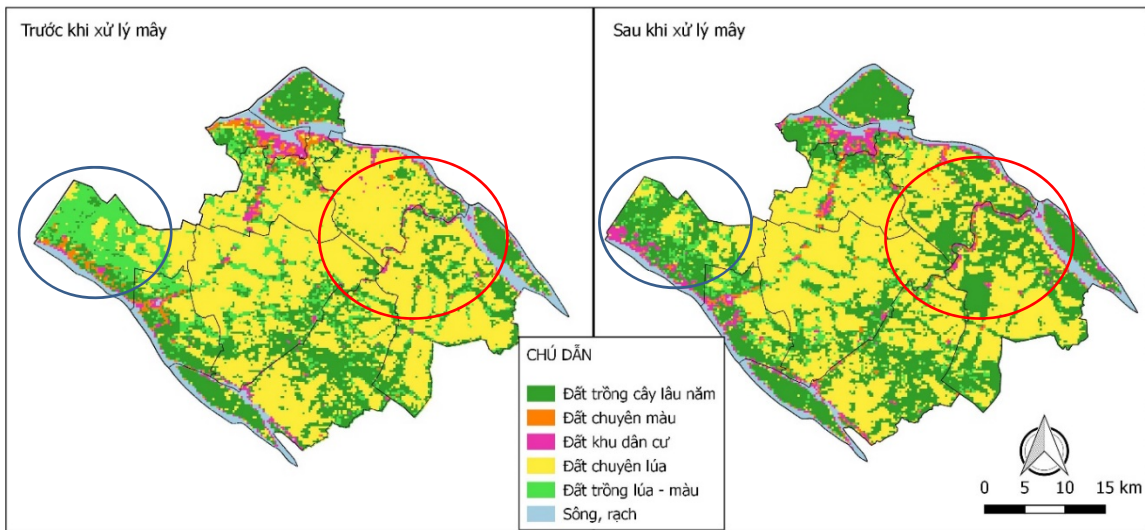 Trước khi xử lý mây
Sau khi xử lý mây
CHÚ DẪN
Đất trồng cây lâu năm
Đất chuyên màu
Đất khu dân cư
Đất chuyên lúa
Đất trồng lúa - màu
Sông, rạch
0 5 10 15 km